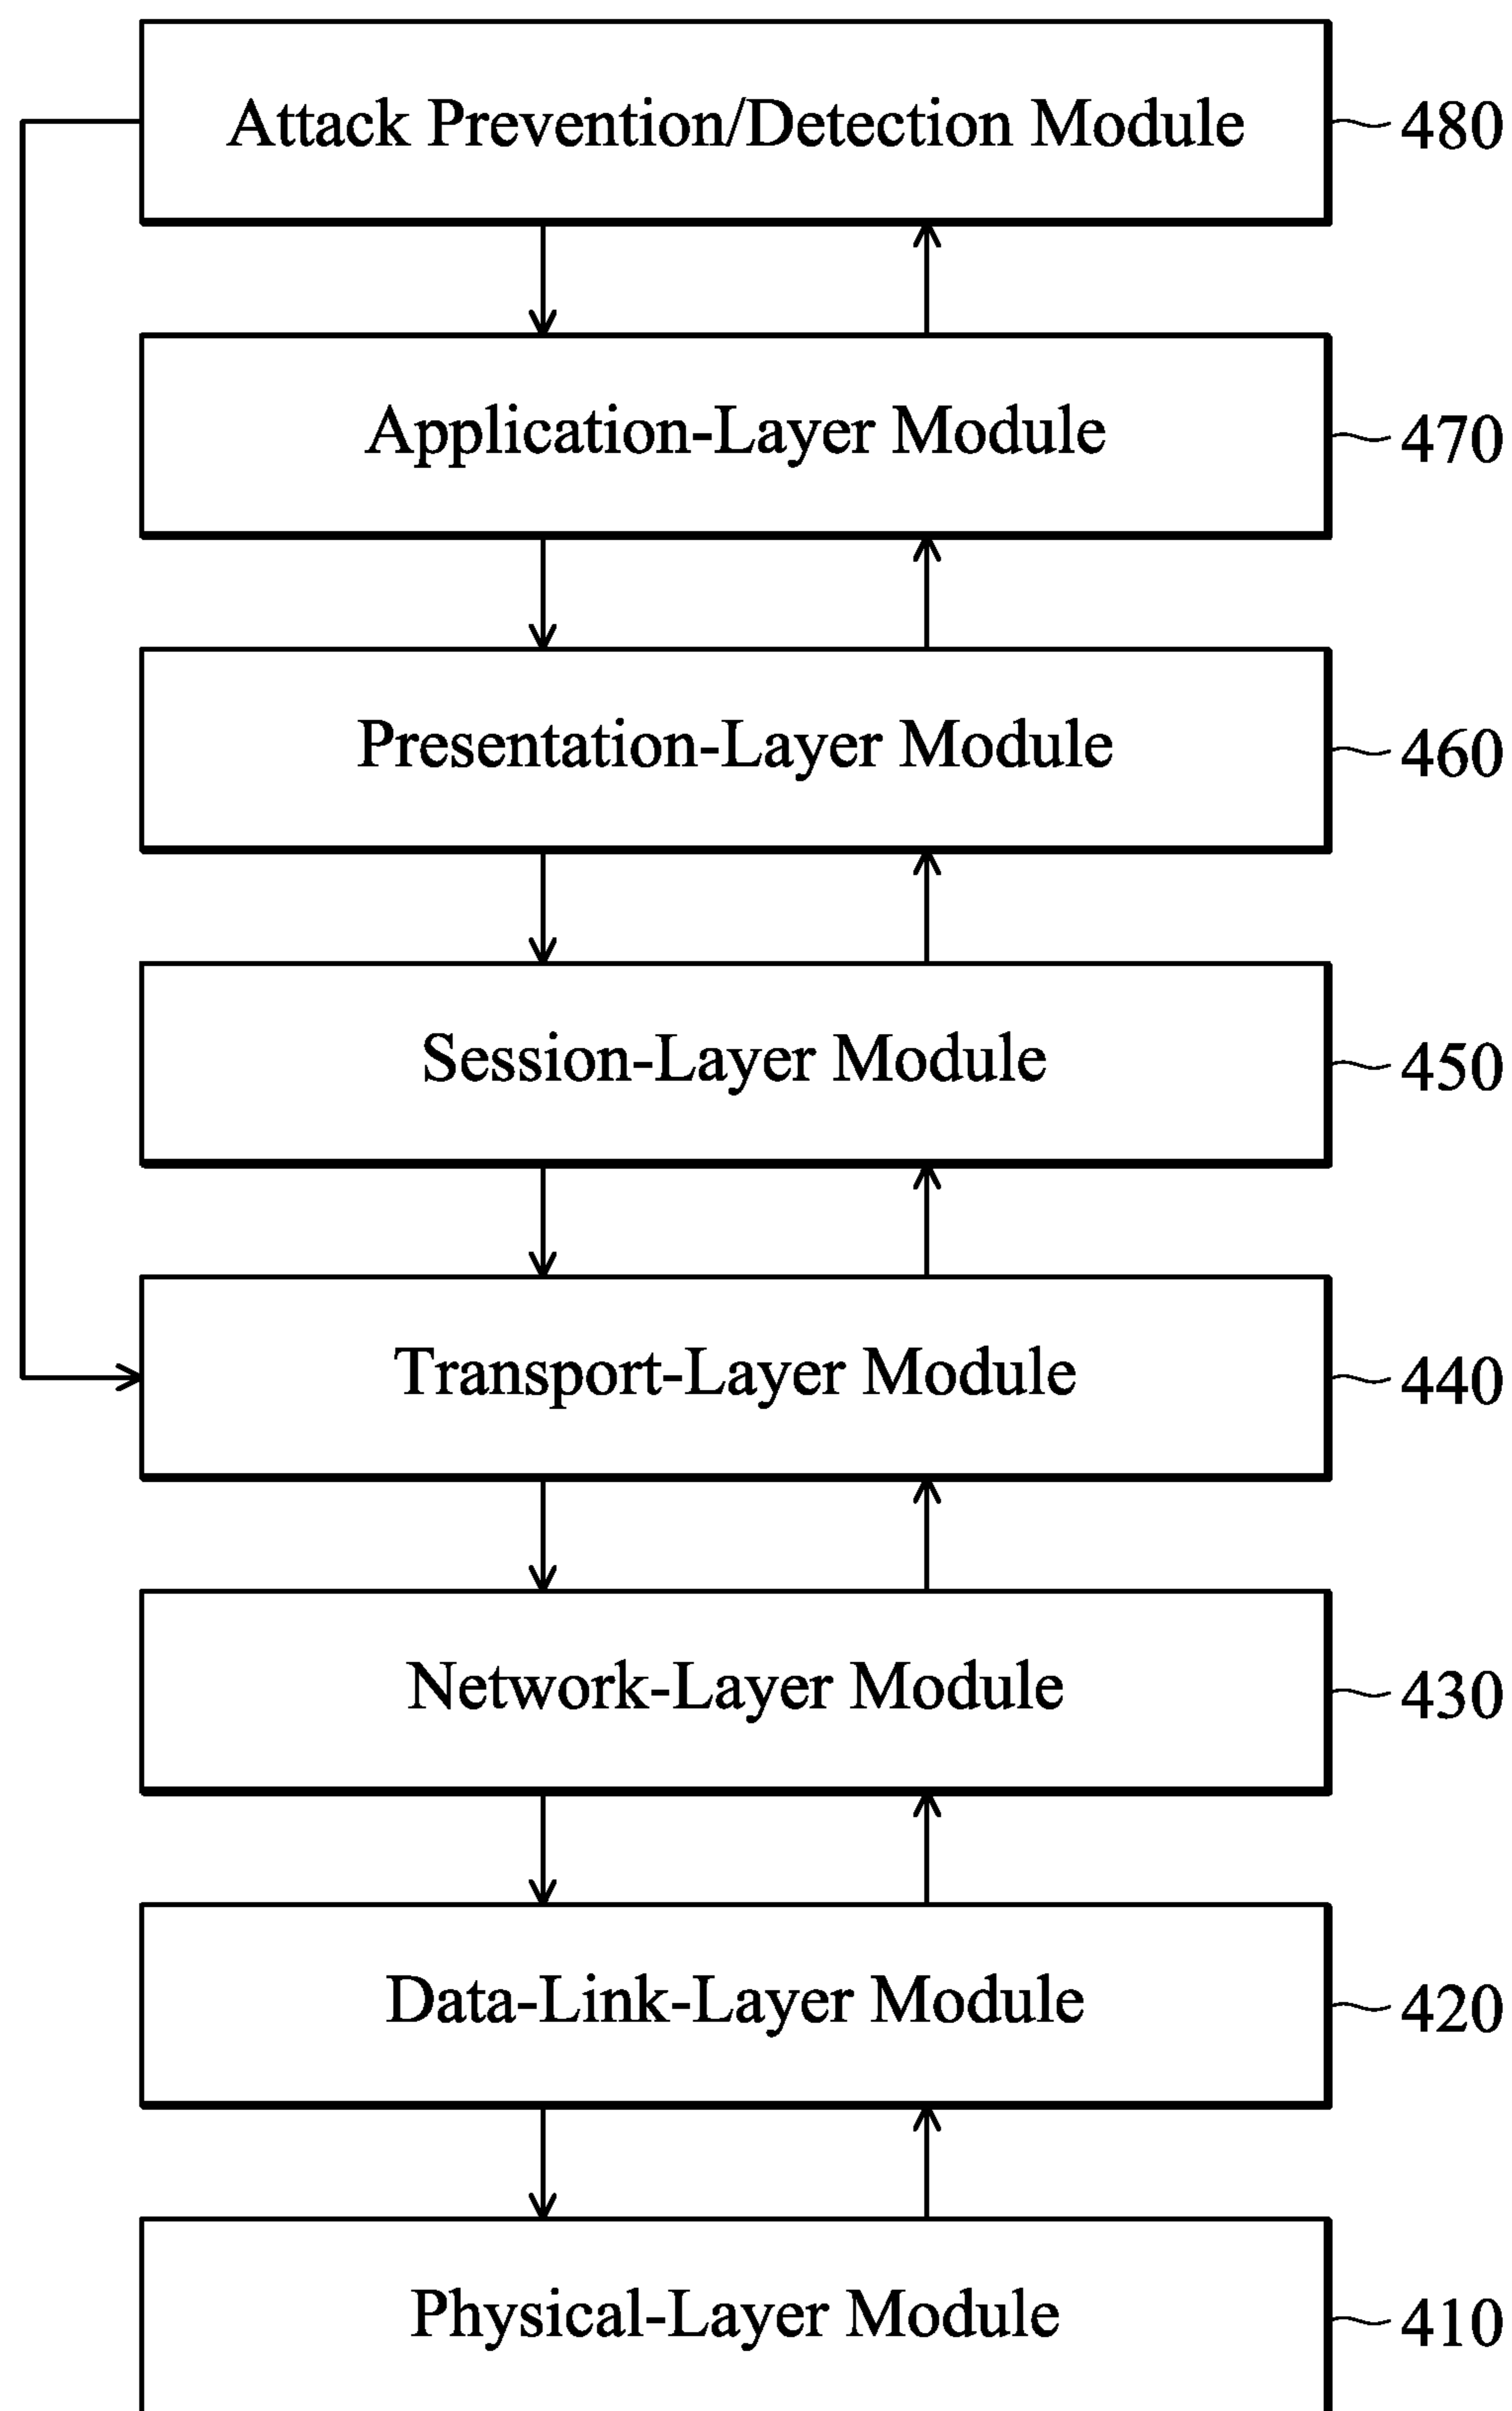 Attack Prevention/Detection Module 480
Application-Layer Module 470
Presentation-Layer Module 460
Session-Layer Module 450
Transport-Layer Module 440
Network-Layer Module 430
Data-Link-Layer Module 420
Physical-Layer Module 410